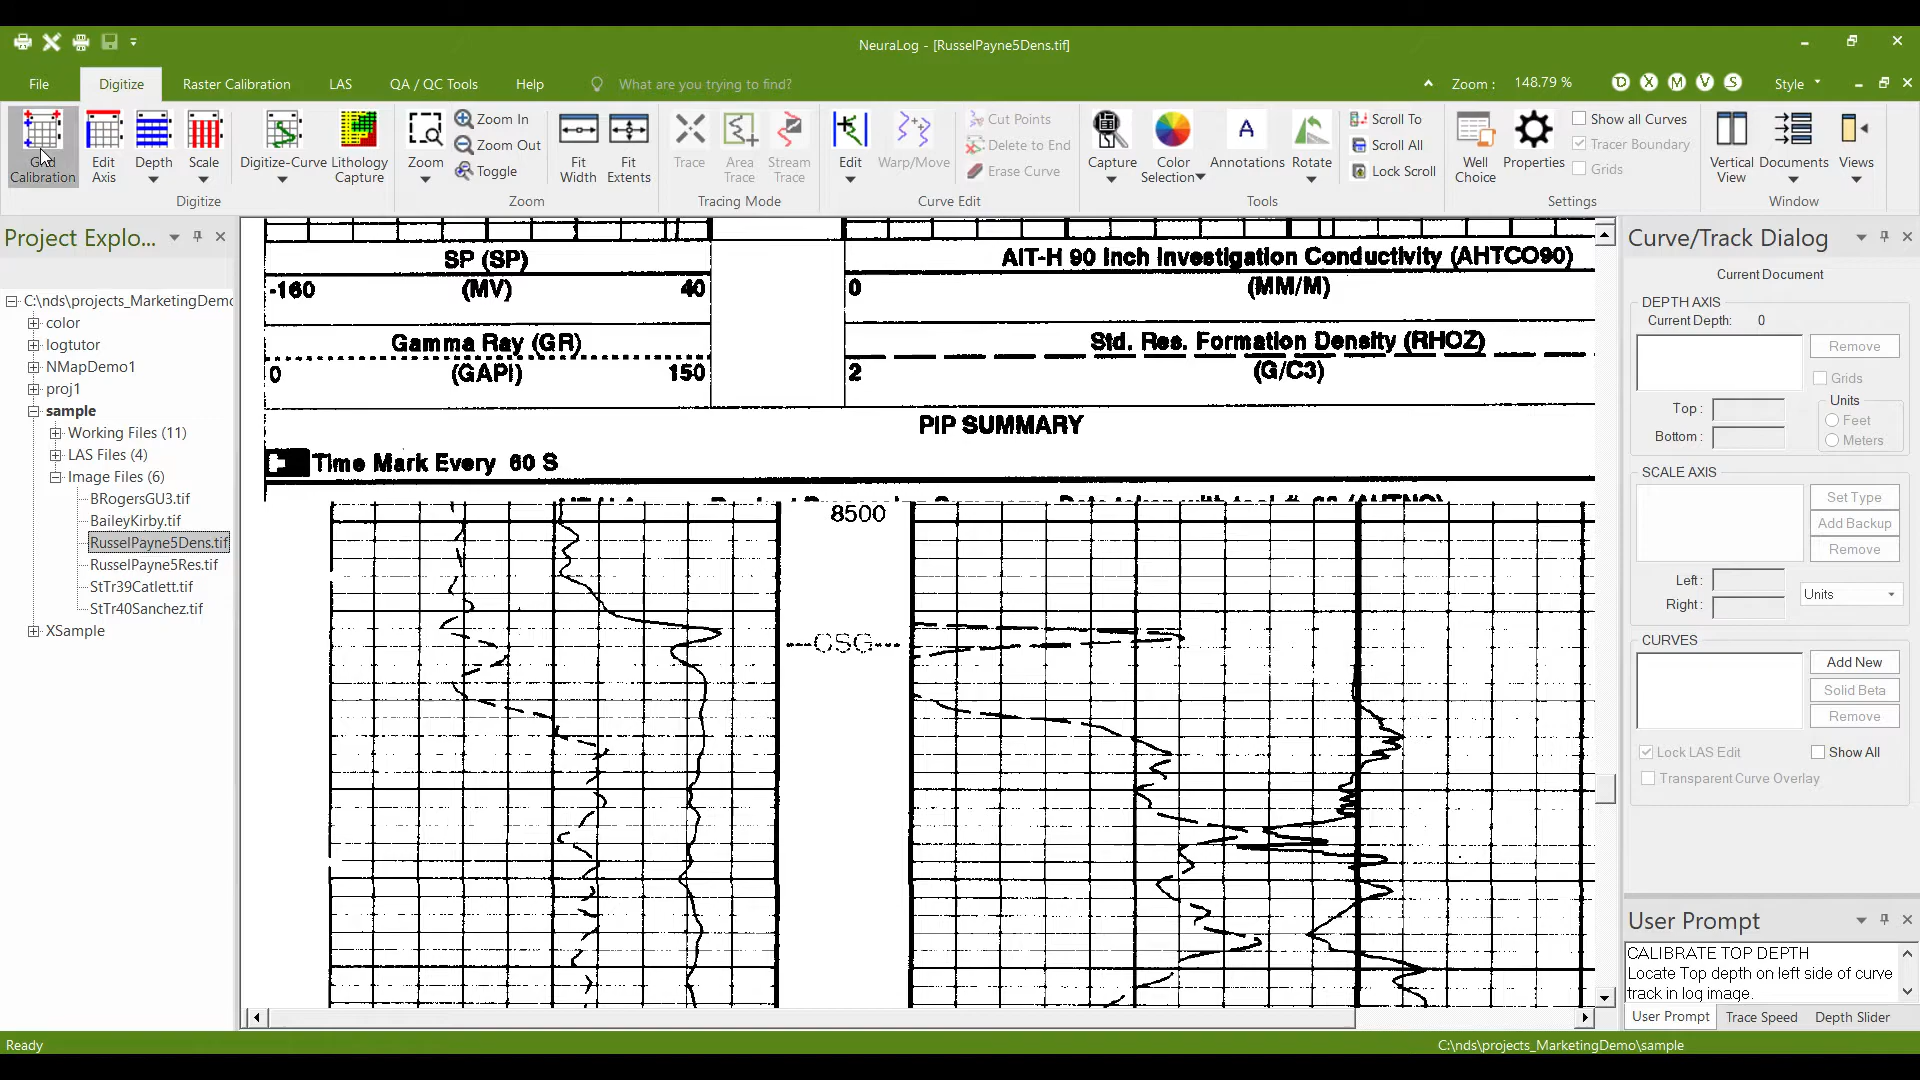 NeuraLog - [RusselPayne5Dens.tif]
File
Digitize
Raster Calibration
LAS
QA / QC Tools
Help
What are you trying to find?
Zoom :
148.79 %
D X M V S
Style
Grid Calibration
Edit Axis
Depth
Scale
Digitize-Curve
Lithology Capture
Digitize
Zoom
Zoom In
Zoom Out
Toggle
Fit Width
Fit Extents
Zoom
Trace
Area Trace
Stream Trace
Tracing Mode
Edit
Warp/Move
Cut Points
Delete to End
Erase Curve
Curve Edit
Capture
Color Selection
Annotations
Rotate
Scroll To
Scroll All
Lock Scroll
Tools
Well Choice
Properties
Show all Curves
Tracer Boundary
Grids
Settings
Vertical View
Documents
Views
Window
Project Explo...
C:\nds\projects_MarketingDemo
color
logtutor
NMapDemo1
proj1
sample
Working Files (11)
LAS Files (4)
Image Files (6)
BRogersGU3.tif
BaileyKirby.tif
RusselPayne5Dens.tif
RusselPayne5Res.tif
StTr39Catlett.tif
StTr40Sanchez.tif
XSample
SP (SP)
-160 (MV) 40
Gamma Ray (GR)
0 (GAPI) 150
AIT-H 90 Inch Investigation Conductivity (AHTCO90)
0 (MM/M)
Std. Res. Formation Density (RHOZ)
2 (G/C3)
PIP SUMMARY
Time Mark Every 60 S
8500
---CSG---
Curve/Track Dialog
Current Document
DEPTH AXIS
Current Depth: 0
Remove
Grids
Units
Feet
Meters
Top :
Bottom :
SCALE AXIS
Set Type
Add Backup
Remove
Left :
Right :
Units
CURVES
Add New
Solid Beta
Remove
Lock LAS Edit
Show All
Transparent Curve Overlay
User Prompt
CALIBRATE TOP DEPTH
Locate Top depth on left side of curve
track in log image.
User Prompt
Trace Speed
Depth Slider
Ready
C:\nds\projects_MarketingDemo\sample